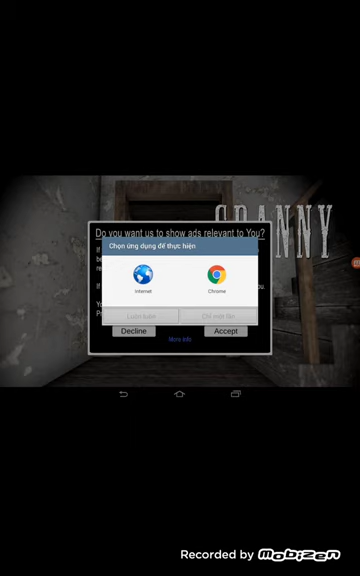 GRANNY
Do you want us to show ads relevant to You?
Chọn ứng dụng để thực hiện
Internet
Chrome
Luôn luôn
Chỉ một lần
Decline
Accept
More info
Recorded by mobizen